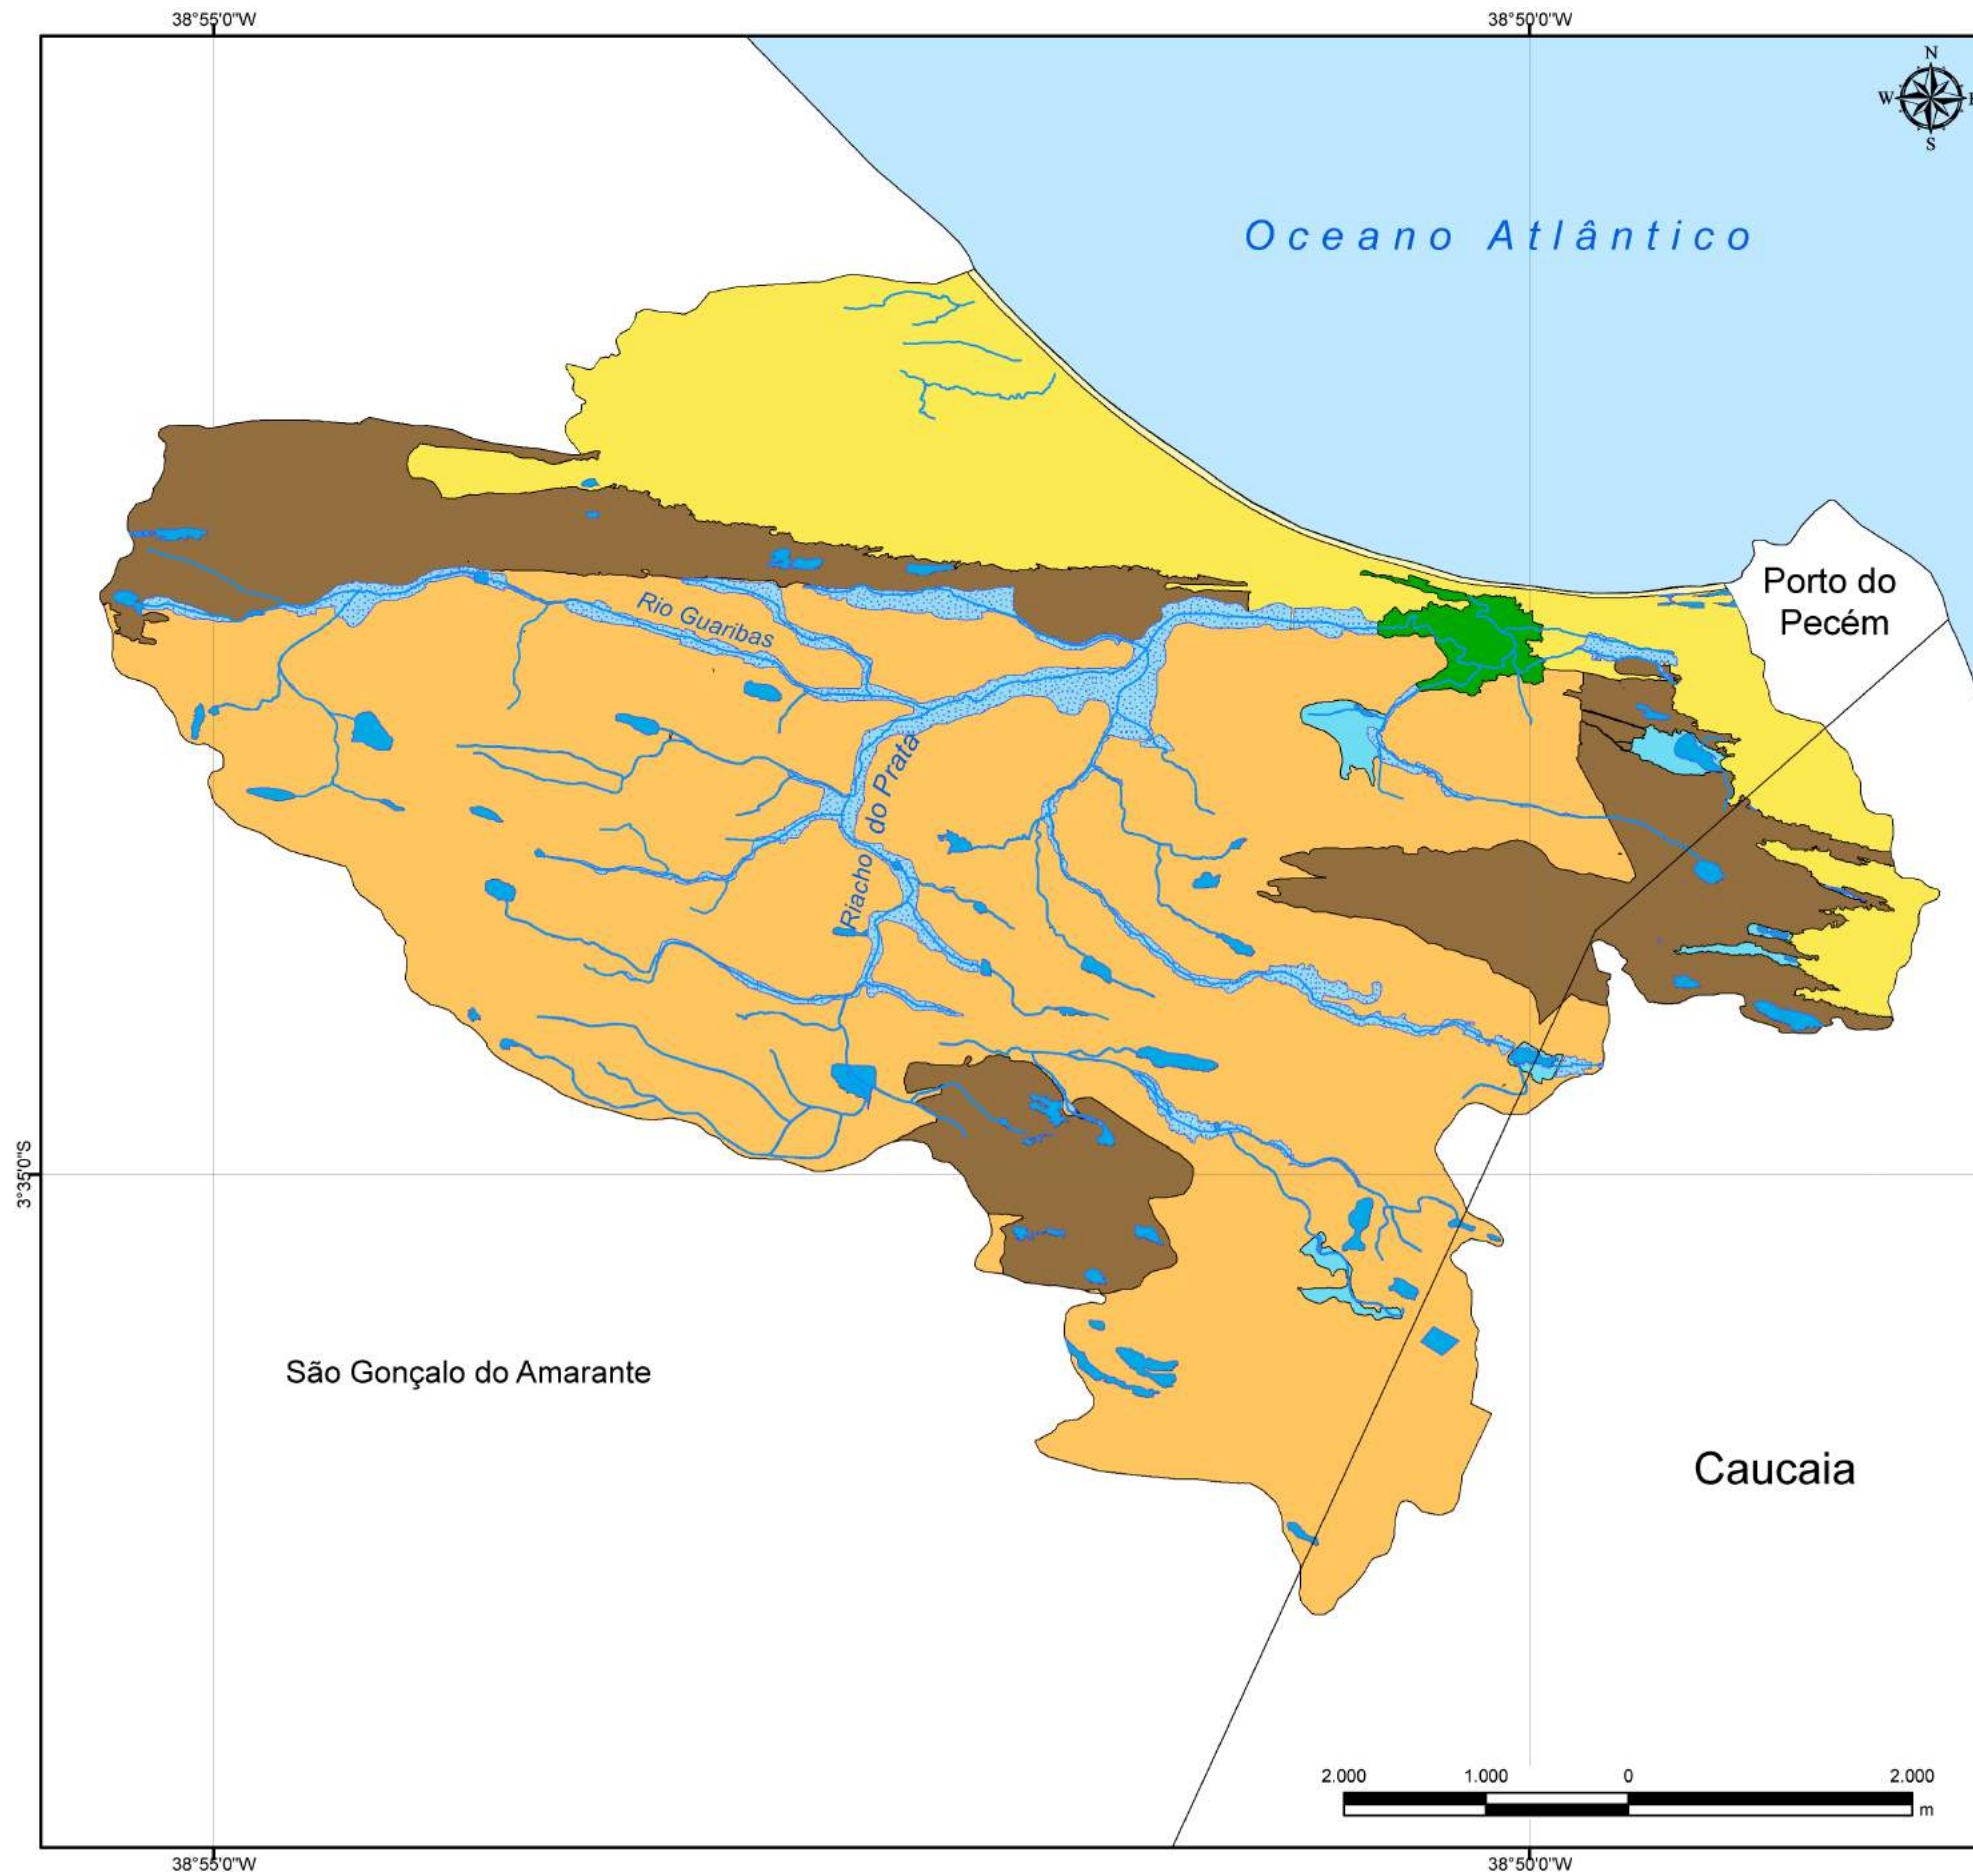 38°55'0"W
38°50'0"W
N
W
E
S
Oceano Atlântico
Porto do
Pecém
Rio Guaribas
Riacho do Prata
3°35'0"S
São Gonçalo do Amarante
Caucaia
2.000
1.000
0
2.000
m
38°55'0"W
38°50'0"W